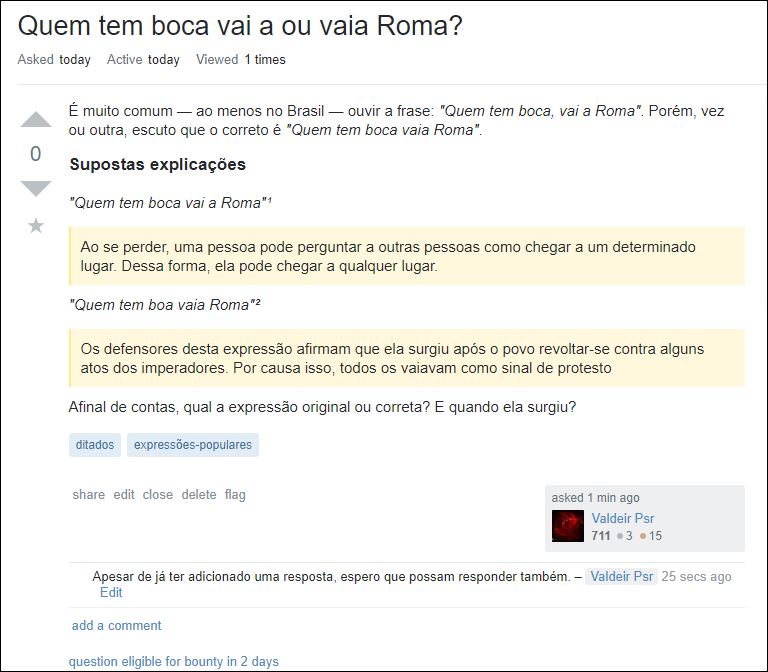 Quem tem boca vai a ou vaia Roma?
Asked today Active today Viewed 1 times
É muito comum — ao menos no Brasil — ouvir a frase: "Quem tem boca, vai a Roma". Porém, vez
ou outra, escuto que o correto é "Quem tem boca vaia Roma".
0
Supostas explicações
"Quem tem boca vai a Roma"¹
Ao se perder, uma pessoa pode perguntar a outras pessoas como chegar a um determinado
lugar. Dessa forma, ela pode chegar a qualquer lugar.
"Quem tem boa vaia Roma"²
Os defensores desta expressão afirmam que ela surgiu após o povo revoltar-se contra alguns
atos dos imperadores. Por causa isso, todos os vaiavam como sinal de protesto
Afinal de contas, qual a expressão original ou correta? E quando ela surgiu?
ditados expressões-populares
share edit close delete flag
asked 1 min ago
Valdeir Psr
711 3 15
Apesar de já ter adicionado uma resposta, espero que possam responder também. – Valdeir Psr 25 secs ago
Edit
add a comment
question eligible for bounty in 2 days